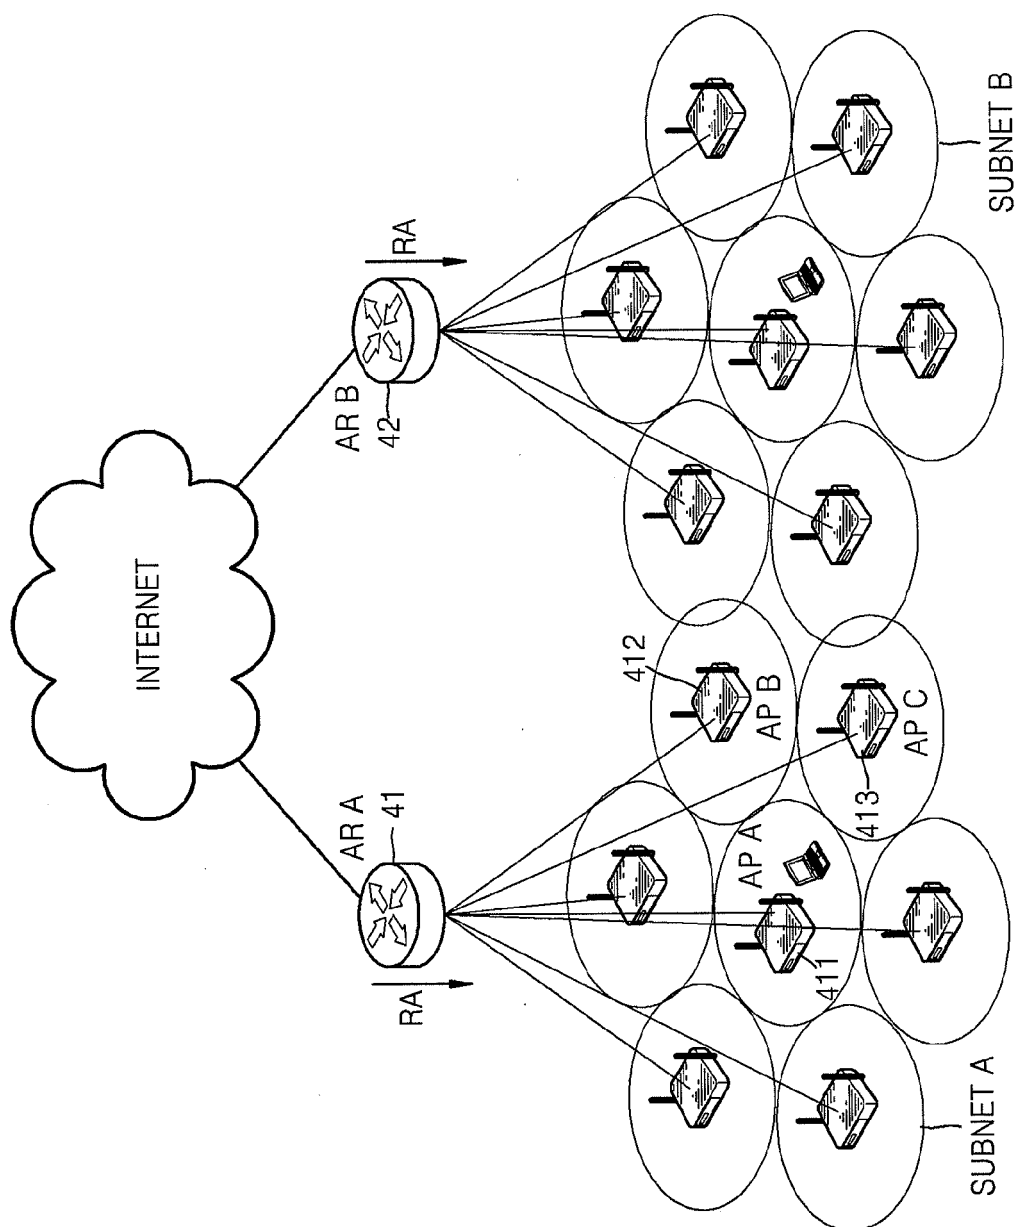 INTERNET
AR A
41
AR B
42
RA
RA
412
AP B
AP A
411
AP C
413
SUBNET A
SUBNET B